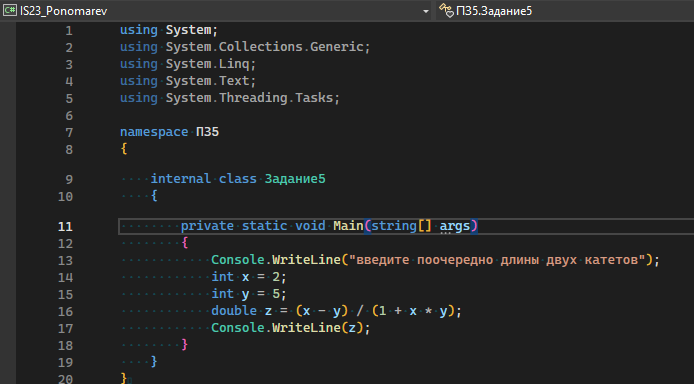 IS23_Ponomarev ПЗ5.Задание5
1 using System;
2 using System.Collections.Generic;
3 using System.Linq;
4 using System.Text;
5 using System.Threading.Tasks;
6
7 namespace ПЗ5
8 {
9 internal class Задание5
10 {
11 private static void Main(string[] args)
12 {
13 Console.WriteLine("введите поочередно длины двух катетов");
14 int x = 2;
15 int y = 5;
16 double z = (x - y) / (1 + x * y);
17 Console.WriteLine(z);
18 }
19 }
20 }